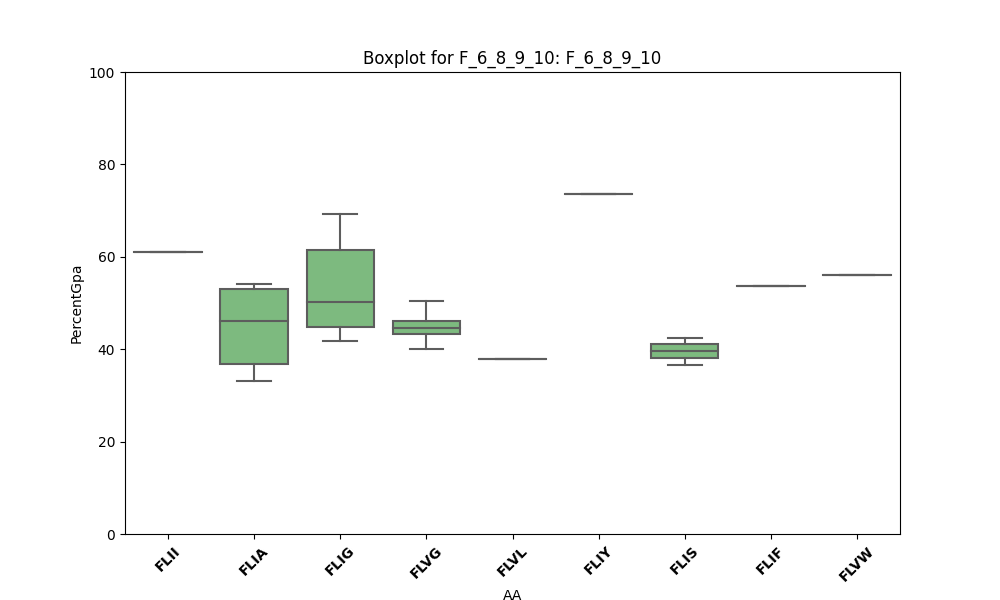 Boxplot for F_6_8_9_10: F_6_8_9_10
100
80
60
40
20
0
PercentGpa
FLII
FLIA
FLIG
FLVG
FLVL
FLIY
FLIS
FLIF
FLVW
AA